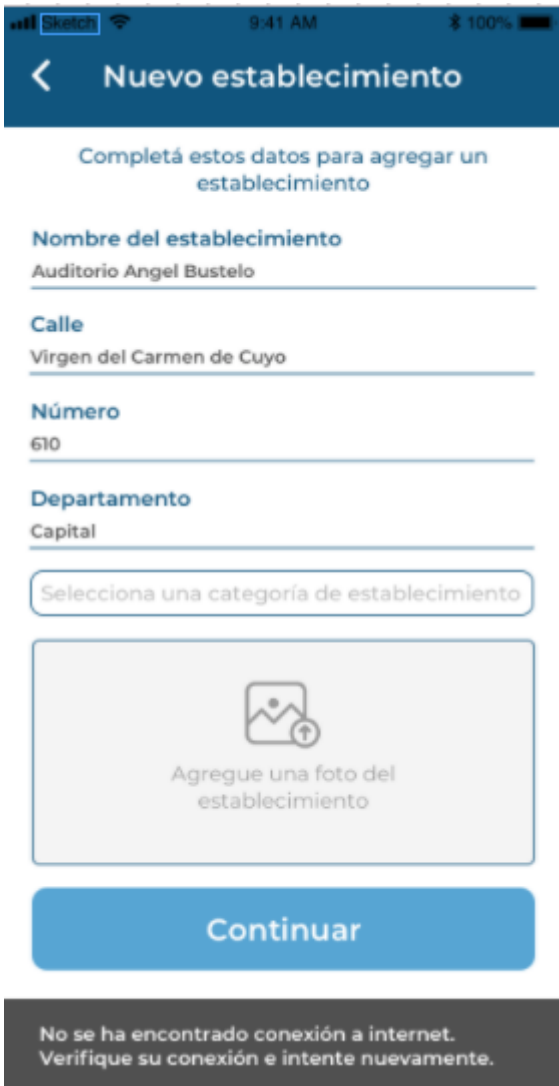 Sketch 9:41 AM 100%
Nuevo establecimiento
Completá estos datos para agregar un
establecimiento
Nombre del establecimiento
Auditorio Angel Bustelo
Calle
Virgen del Carmen de Cuyo
Número
610
Departamento
Capital
Selecciona una categoría de establecimiento
Agregue una foto del
establecimiento
Continuar
No se ha encontrado conexión a internet.
Verifique su conexión e intente nuevamente.